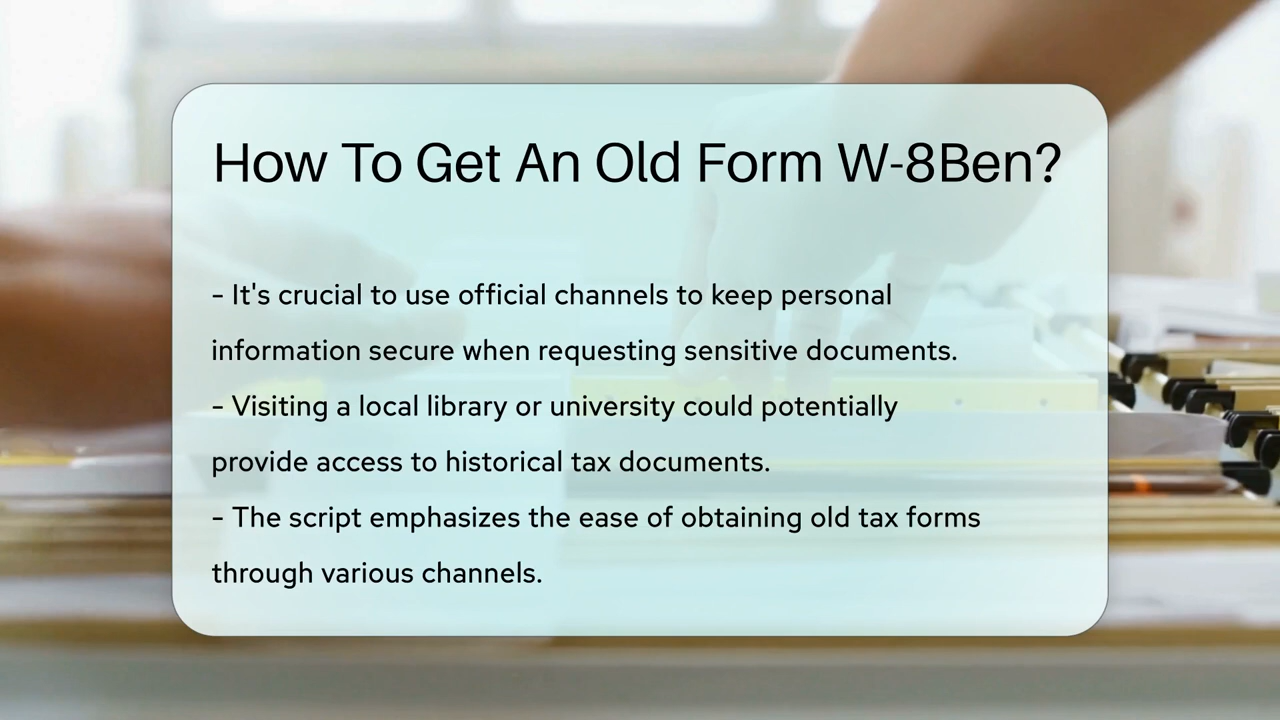 How To Get An Old Form W-8Ben?
- It's crucial to use official channels to keep personal
information secure when requesting sensitive documents.
- Visiting a local library or university could potentially
provide access to historical tax documents.
- The script emphasizes the ease of obtaining old tax forms
through various channels.